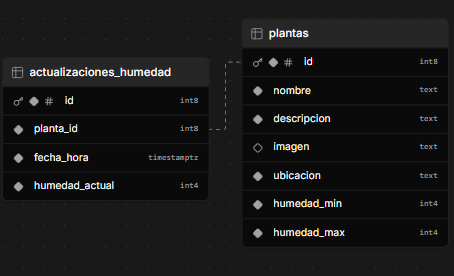 actualizaciones_humedad
id int8
planta_id int8
fecha_hora timestamptz
humedad_actual int4
plantas
id int8
nombre text
descripcion text
imagen text
ubicacion text
humedad_min int4
humedad_max int4